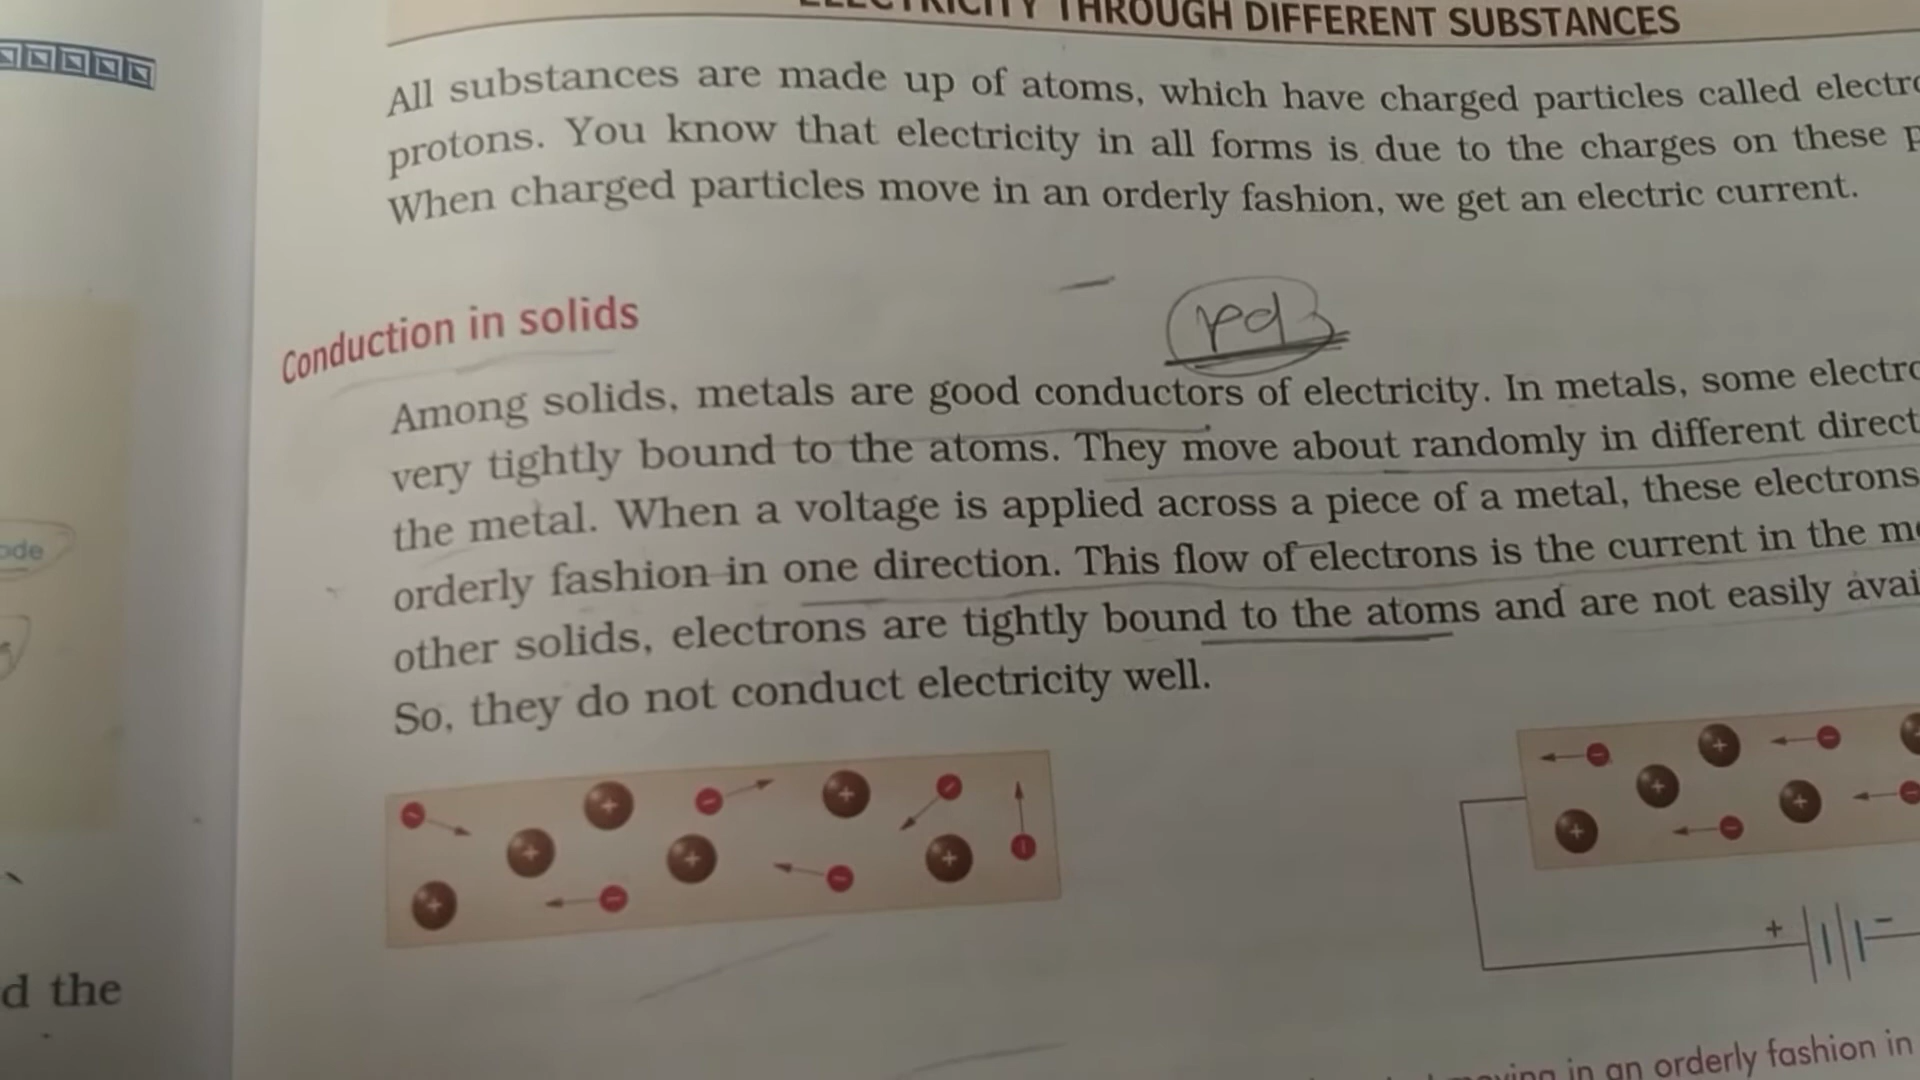 THROUGH DIFFERENT SUBSTANCES
All substances are made up of atoms, which have charged particles called
protons. You know that electricity in all forms is due to the charges on these
When charged particles move in an orderly fashion, we get an electric current.
pd
Conduction in solids
Among solids, metals are good conductors of electricity. In metals, some
very tightly bound to the atoms. They move about randomly in different
the metal. When a voltage is applied across a piece of a metal, these electrons
orderly fashion in one direction. This flow of electrons is the current in the
other solids, electrons are tightly bound to the atoms and are not easily
So, they do not conduct electricity well.
+ −
d the
in an orderly fashion in